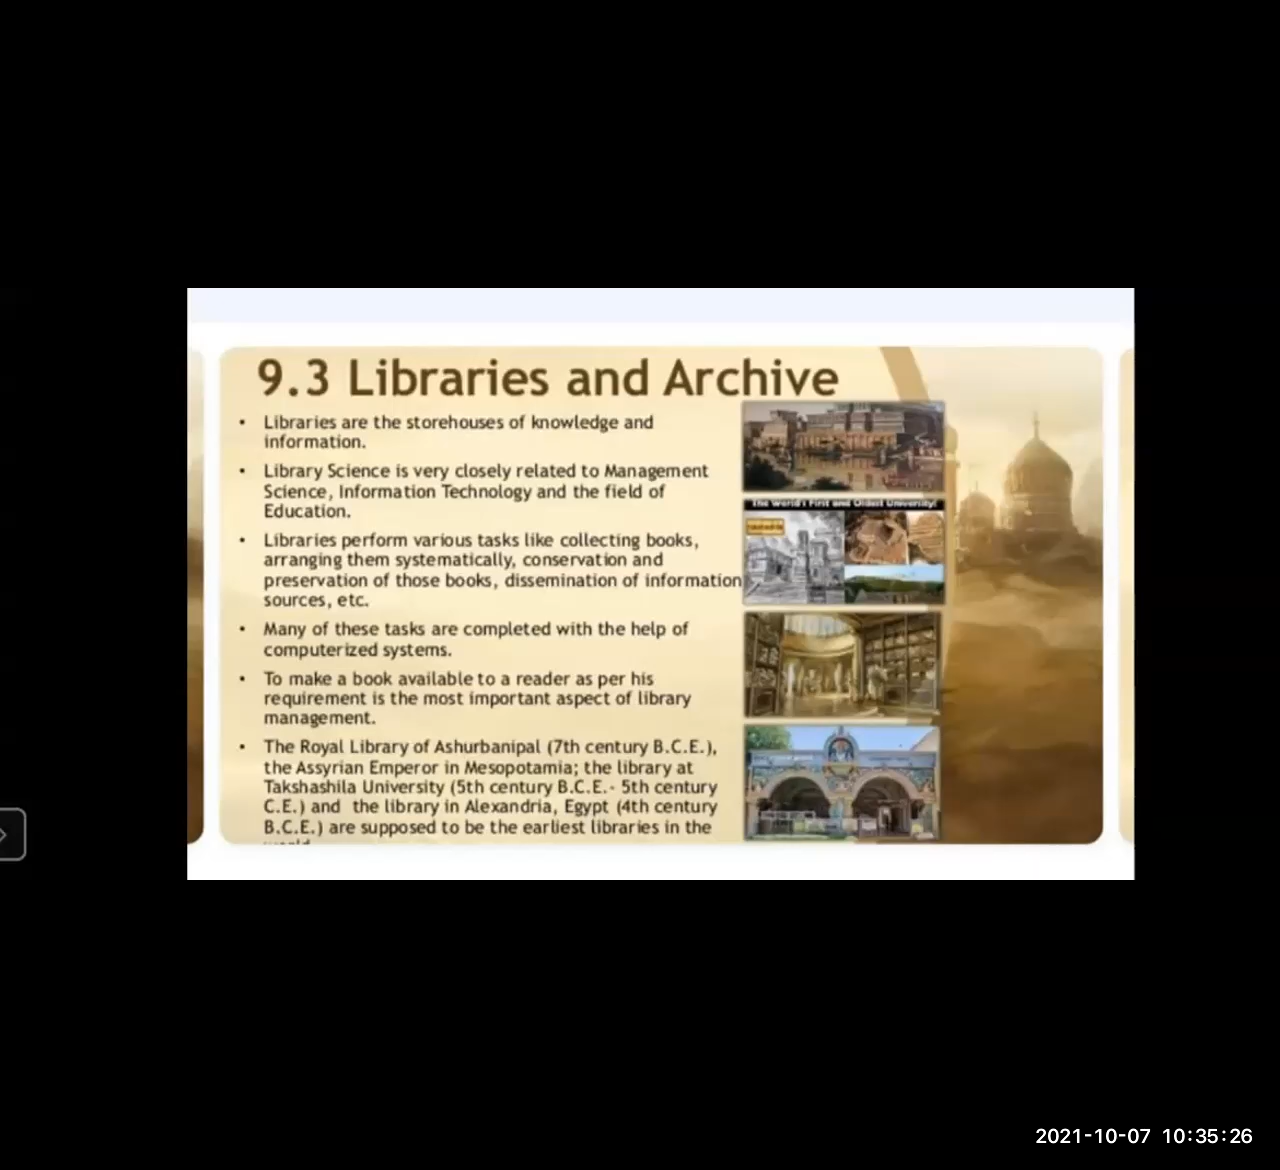 9.3 Libraries and Archive
• Libraries are the storehouses of knowledge and
information.
• Library Science is very closely related to Management
Science, Information Technology and the field of
Education.
• Libraries perform various tasks like collecting books,
arranging them systematically, conservation and
preservation of those books, dissemination of information
sources, etc.
• Many of these tasks are completed with the help of
computerized systems.
• To make a book available to a reader as per his
requirement is the most important aspect of library
management.
• The Royal Library of Ashurbanipal (7th century B.C.E.),
the Assyrian Emperor in Mesopotamia; the library at
Takshashila University (5th century B.C.E.- 5th century
C.E.) and the library in Alexandria, Egypt (4th century
B.C.E.) are supposed to be the earliest libraries in the
The World's First and Oldest University!
2021-10-07 10:35:26